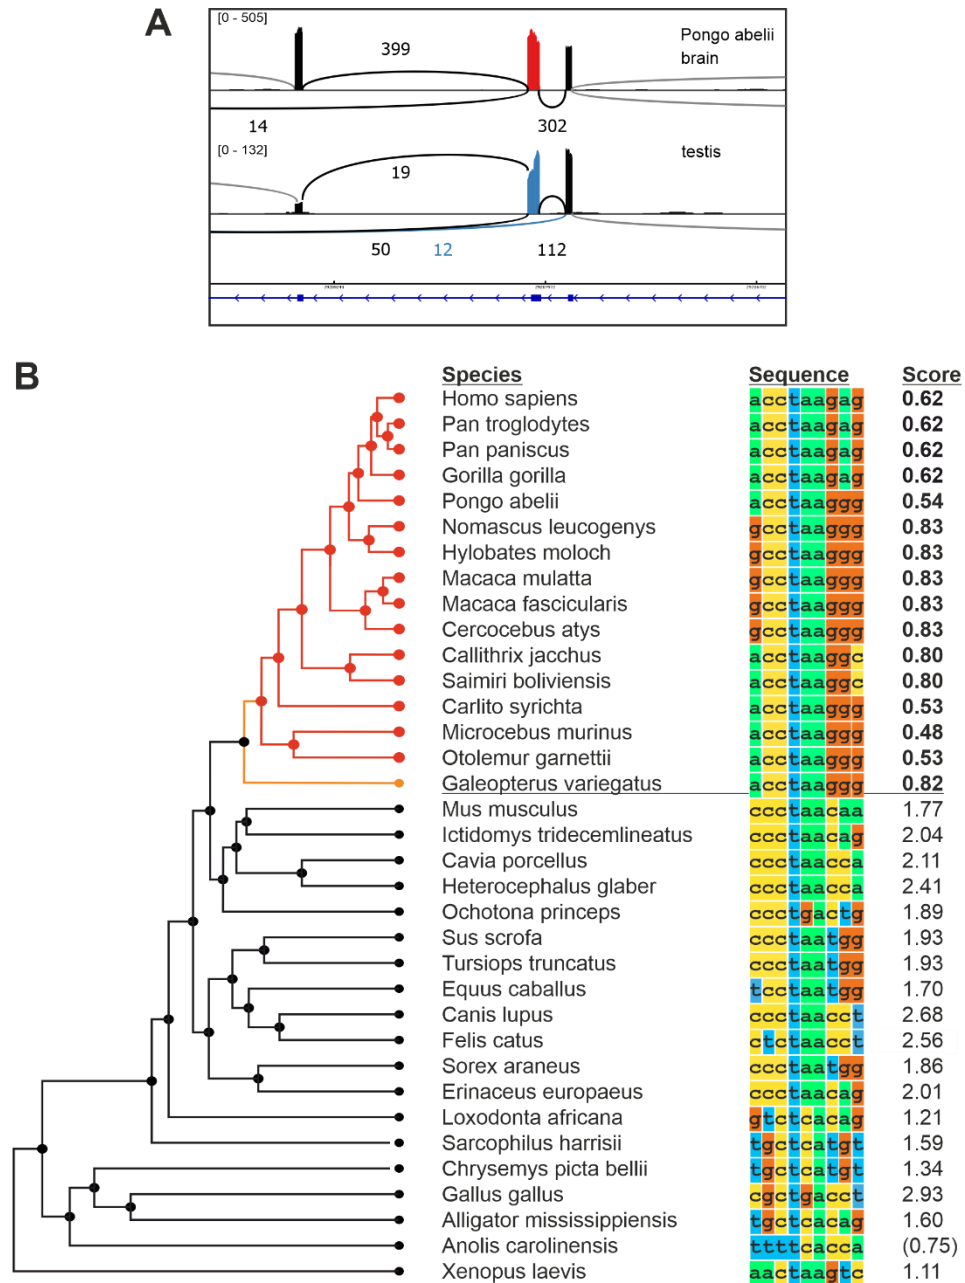 A
[0 - 505]
Pongo abelii
brain
399
14
302
[0 - 132]
testis
19
50
12
112
B
Species Sequence Score
Homo sapiens acctaagag 0.62
Pan troglodytes acctaagag 0.62
Pan paniscus acctaagag 0.62
Gorilla gorilla acctaagag 0.62
Pongo abelii acctaaggg 0.54
Nomascus leucogenys gcctaaggg 0.83
Hylobates moloch gcctaaggg 0.83
Macaca mulatta gcctaaggg 0.83
Macaca fascicularis gcctaaggg 0.83
Cercocebus atys gcctaaggg 0.83
Callithrix jacchus acctaaggc 0.80
Saimiri boliviensis acctaaggc 0.80
Carlito syrichta acctaaggg 0.53
Microcebus murinus acctaaggg 0.48
Otolemur garnettii acctaaggg 0.53
Galeopterus variegatus acctaaggg 0.82
Mus musculus ccctaacaa 1.77
Ictidomys tridecemlineatus ccctaacag 2.04
Cavia porcellus ccctaacca 2.11
Heterocephalus glaber ccctaacca 2.41
Ochotona princeps ccctgactg 1.89
Sus scrofa ccctaatgg 1.93
Tursiops truncatus ccctaatgg 1.93
Equus caballus tcctaatgg 1.70
Canis lupus ccctaacct 2.68
Felis catus ctctaacct 2.56
Sorex araneus ccctaatgg 1.86
Erinaceus europaeus ccctaacag 2.01
Loxodonta africana gtctcacag 1.21
Sarcophilus harrisii tgctcatgt 1.59
Chrysemys picta bellii tgctcatgt 1.34
Gallus gallus cgctgacct 2.93
Alligator mississippiensis tgctcacag 1.60
Anolis carolinensis ttttcacca (0.75)
Xenopus laevis aactaagtc 1.11